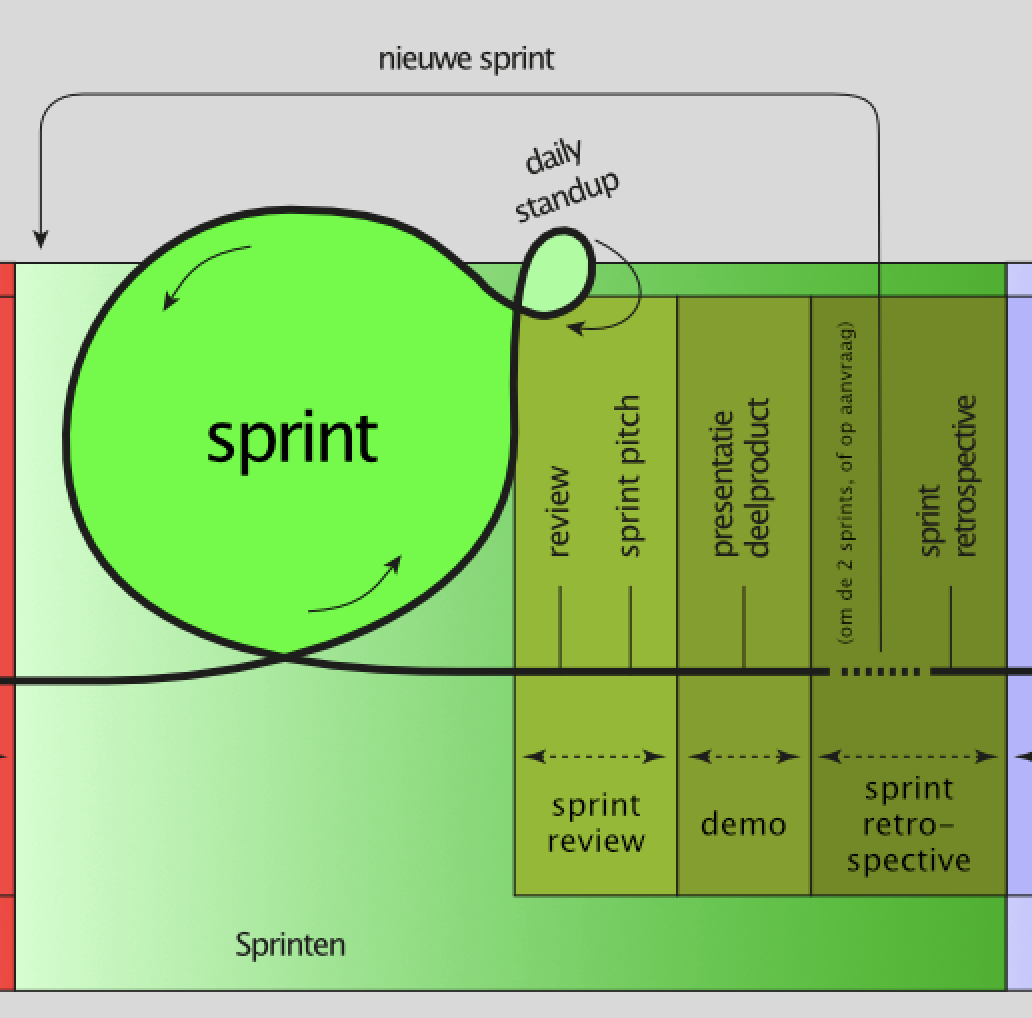 nieuwe sprint
daily
standup
sprint
review
sprint pitch
presentatie
deelproduct
(om de 2 sprints, of op aanvraag)
sprint
retrospective
sprint
review
demo
sprint
retro-
spective
Sprinten